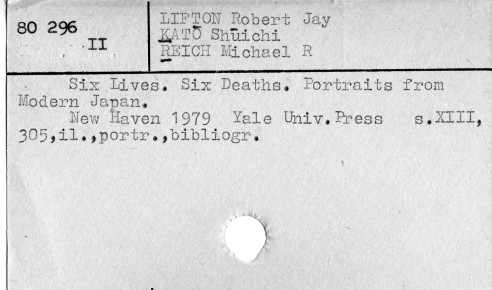 80 296
II
LIFTON Robert Jay
KATŌ Shūichi
REICH Michael R
Six Lives. Six Deaths. Portraits from
Modern Japan.
New Haven 1979 Yale Univ.Press s.XIII,
305,il.,portr.,bibliogr.